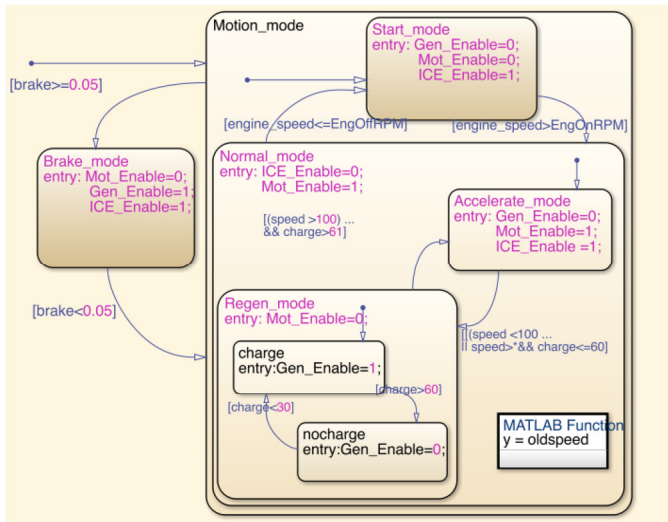 Motion_mode
Start_mode
entry: Gen_Enable=0;
Mot_Enable=0;
ICE_Enable=1;
[brake>=0.05]
[engine_speed<=EngOffRPM]
[engine_speed>EngOnRPM]
Brake_mode
entry: Mot_Enable=0;
Gen_Enable=1;
ICE_Enable=1;
Normal_mode
entry: ICE_Enable=0;
Mot_Enable=1;
[(speed >100) ...
&& charge>61]
Accelerate_mode
entry: Gen_Enable=0;
Mot_Enable=1;
ICE_Enable =1;
[brake<0.05]
Regen_mode
entry: Mot_Enable=0;
[[(speed <100 ...
|| speed>*&& charge<=60]
charge
entry:Gen_Enable=1;
[charge>60]
[charge<30]
nocharge
entry:Gen_Enable=0;
MATLAB Function
y = oldspeed